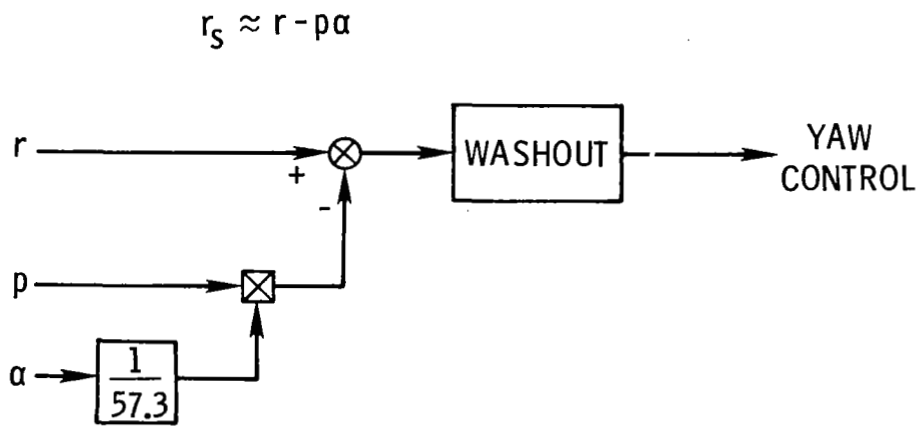 r_s ≈ r - pα
r
+
WASHOUT
YAW
CONTROL
-
p
α
1
57.3